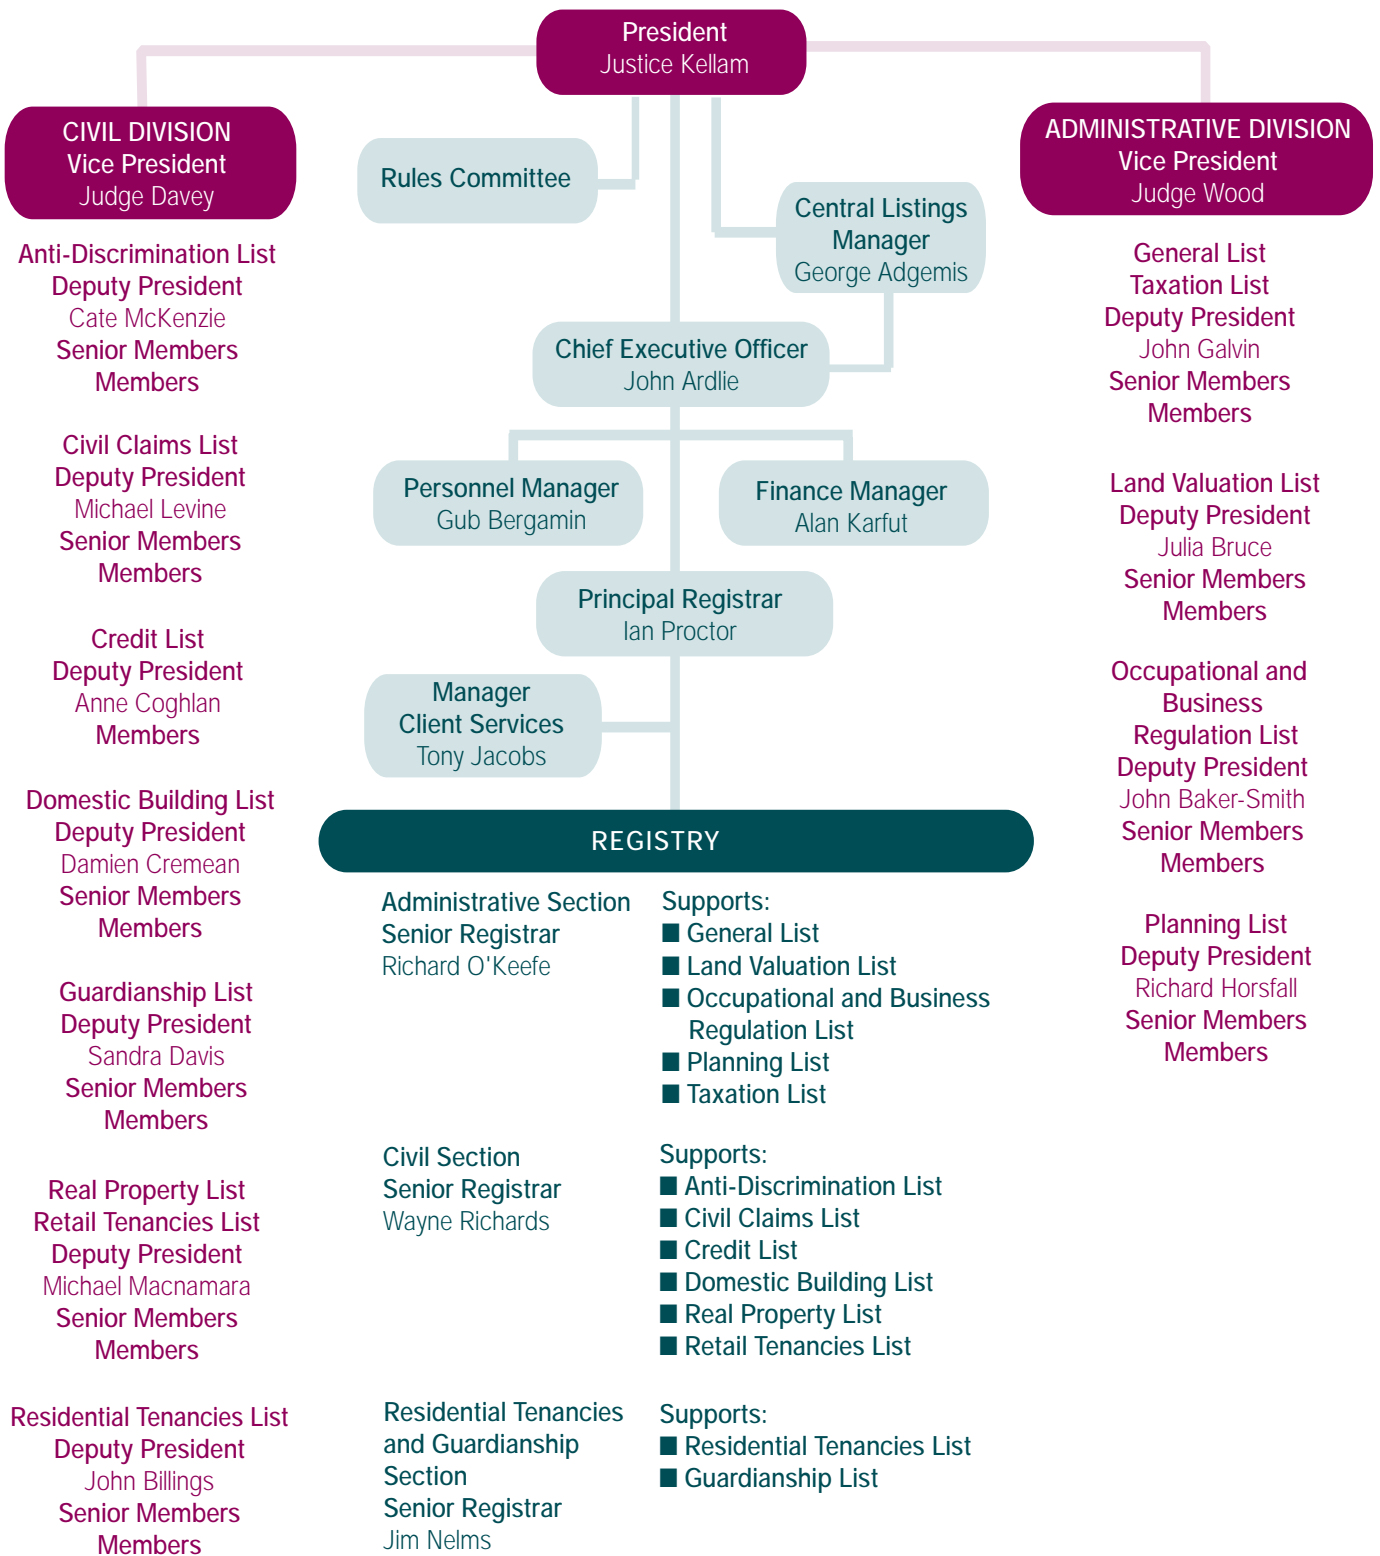 President
Justice Kellam
CIVIL DIVISION
Vice President
Judge Davey
Anti-Discrimination List
Deputy President
Cate McKenzie
Senior Members
Members
Civil Claims List
Deputy President
Michael Levine
Senior Members
Members
Credit List
Deputy President
Anne Coghlan
Members
Domestic Building List
Deputy President
Damien Cremean
Senior Members
Members
Guardianship List
Deputy President
Sandra Davis
Senior Members
Members
Real Property List
Retail Tenancies List
Deputy President
Michael Macnamara
Senior Members
Members
Residential Tenancies List
Deputy President
John Billings
Senior Members
Members
Rules Committee
Central Listings
Manager
George Adgemis
Chief Executive Officer
John Ardlie
Personnel Manager
Gub Bergamin
Finance Manager
Alan Karfut
Principal Registrar
Ian Proctor
Manager
Client Services
Tony Jacobs
REGISTRY
Administrative Section
Senior Registrar
Richard O'Keefe
Supports:
■ General List
■ Land Valuation List
■ Occupational and Business
Regulation List
■ Planning List
■ Taxation List
Civil Section
Senior Registrar
Wayne Richards
Supports:
■ Anti-Discrimination List
■ Civil Claims List
■ Credit List
■ Domestic Building List
■ Real Property List
■ Retail Tenancies List
Residential Tenancies
and Guardianship
Section
Senior Registrar
Jim Nelms
Supports:
■ Residential Tenancies List
■ Guardianship List
ADMINISTRATIVE DIVISION
Vice President
Judge Wood
General List
Taxation List
Deputy President
John Galvin
Senior Members
Members
Land Valuation List
Deputy President
Julia Bruce
Senior Members
Members
Occupational and
Business
Regulation List
Deputy President
John Baker-Smith
Senior Members
Members
Planning List
Deputy President
Richard Horsfall
Senior Members
Members